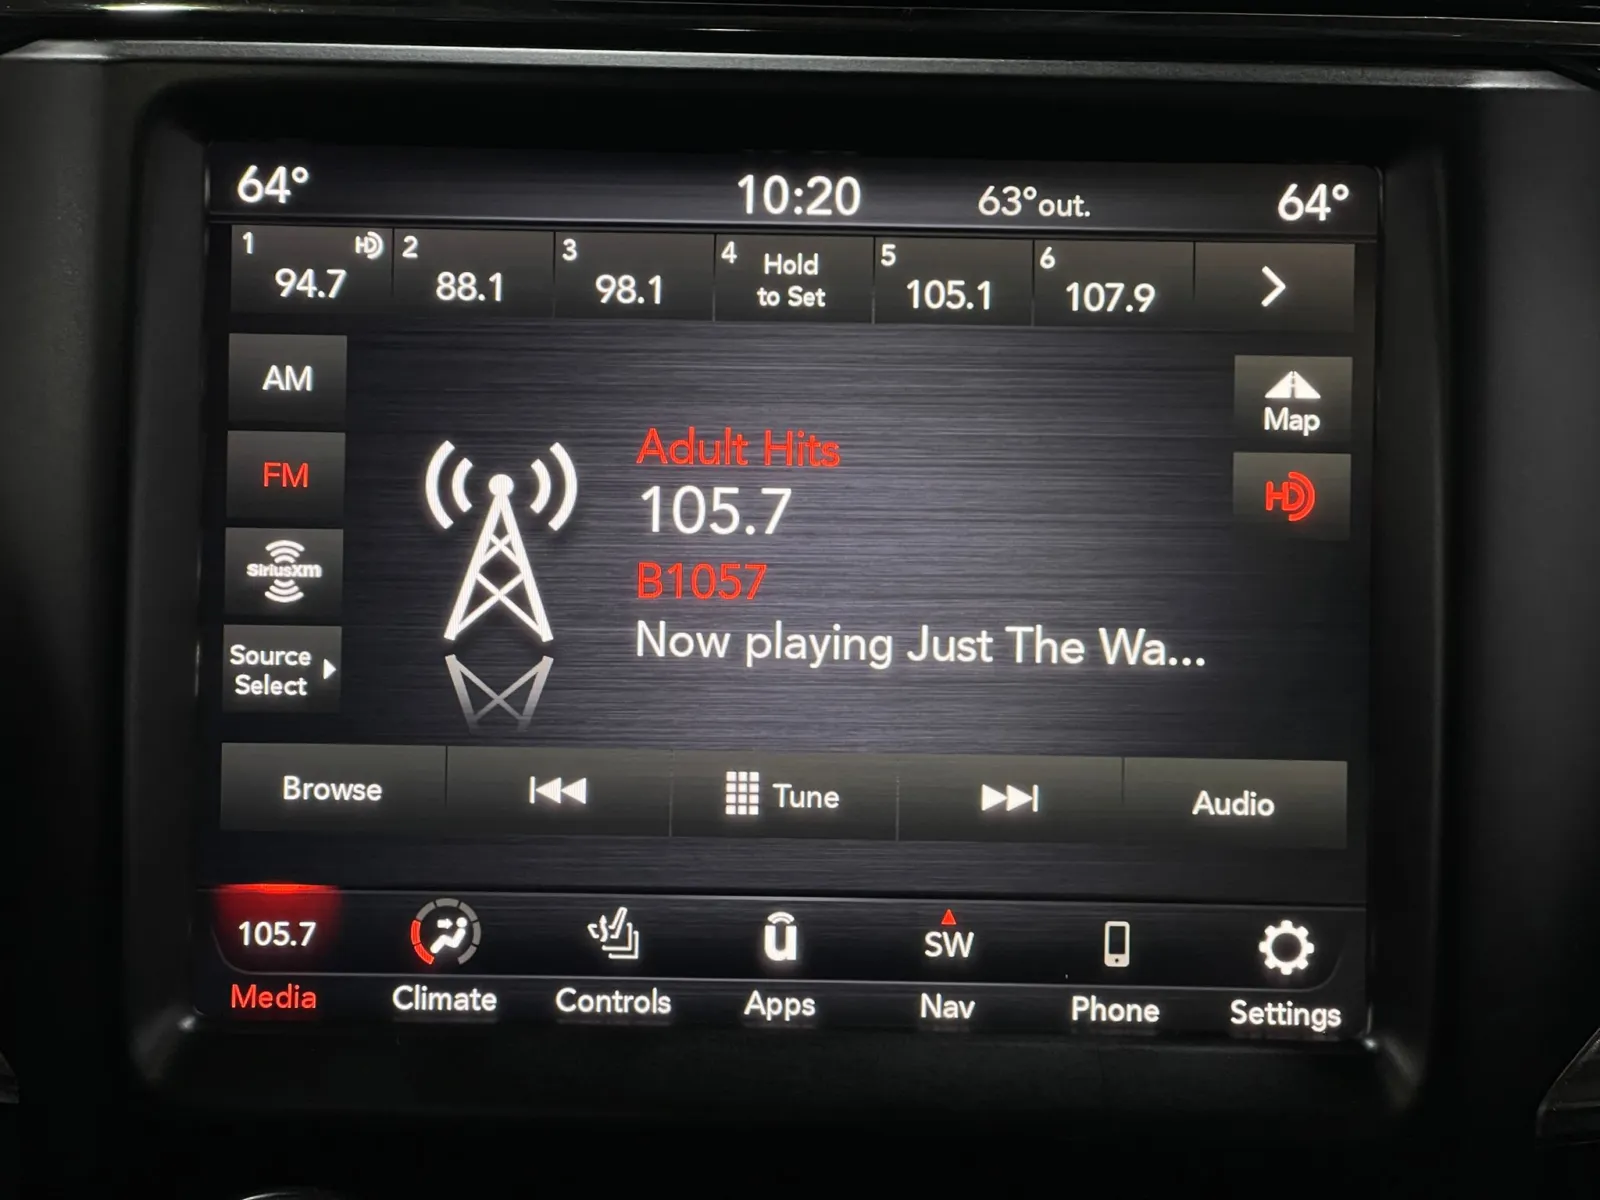 64° 10:20 63°out. 64°
1 HD 94.7 2 88.1 3 98.1 4 Hold to Set 5 105.1 6 107.9
AM
FM
SiriusXM
Source
Select
Adult Hits
105.7
B1057
Now playing Just The Wa...
Map
HD
Browse Tune Audio
105.7 SW
Media Climate Controls Apps Nav Phone Settings